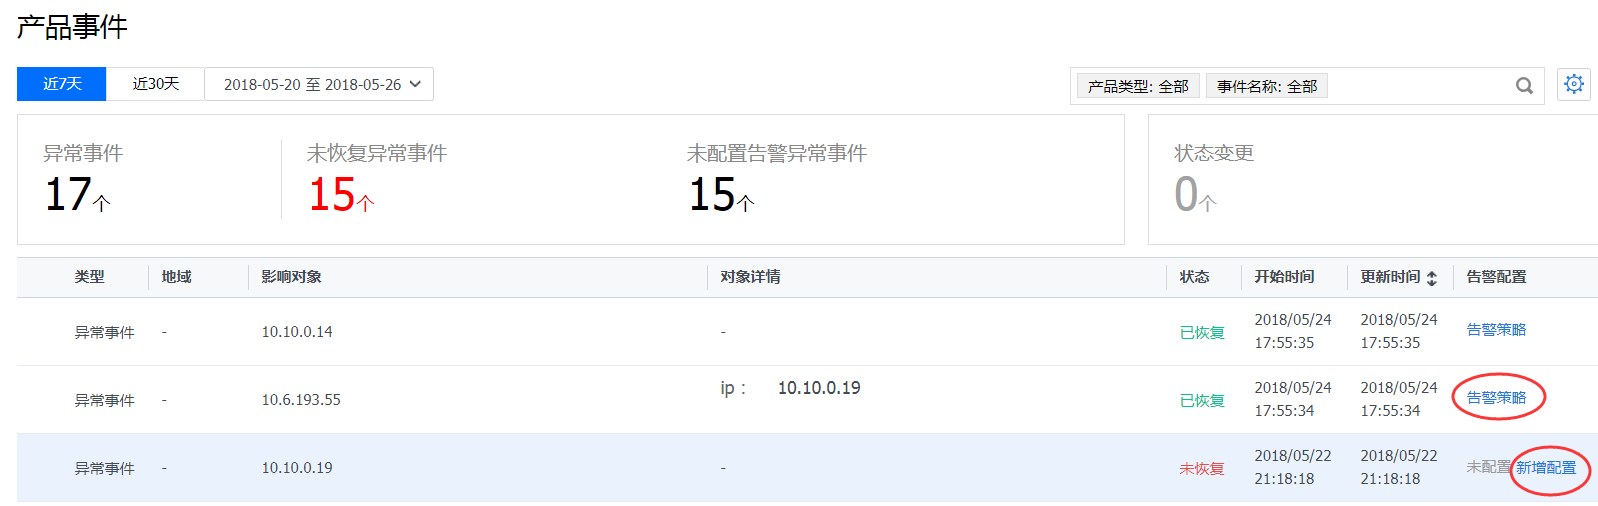 产品事件
近7天 近30天 2018-05-20 至 2018-05-26 产品类型: 全部 事件名称: 全部
异常事件 未恢复异常事件 未配置告警异常事件 状态变更
17个 15个 15个 0个
类型 地域 影响对象 对象详情 状态 开始时间 更新时间 告警配置
异常事件 - 10.10.0.14 - 已恢复 2018/05/24 17:55:35 2018/05/24 17:55:35 告警策略
异常事件 - 10.6.193.55 ip： 10.10.0.19 已恢复 2018/05/24 17:55:34 2018/05/24 17:55:34 告警策略
异常事件 - 10.10.0.19 - 未恢复 2018/05/22 21:18:18 2018/05/22 21:18:18 未配置 新增配置